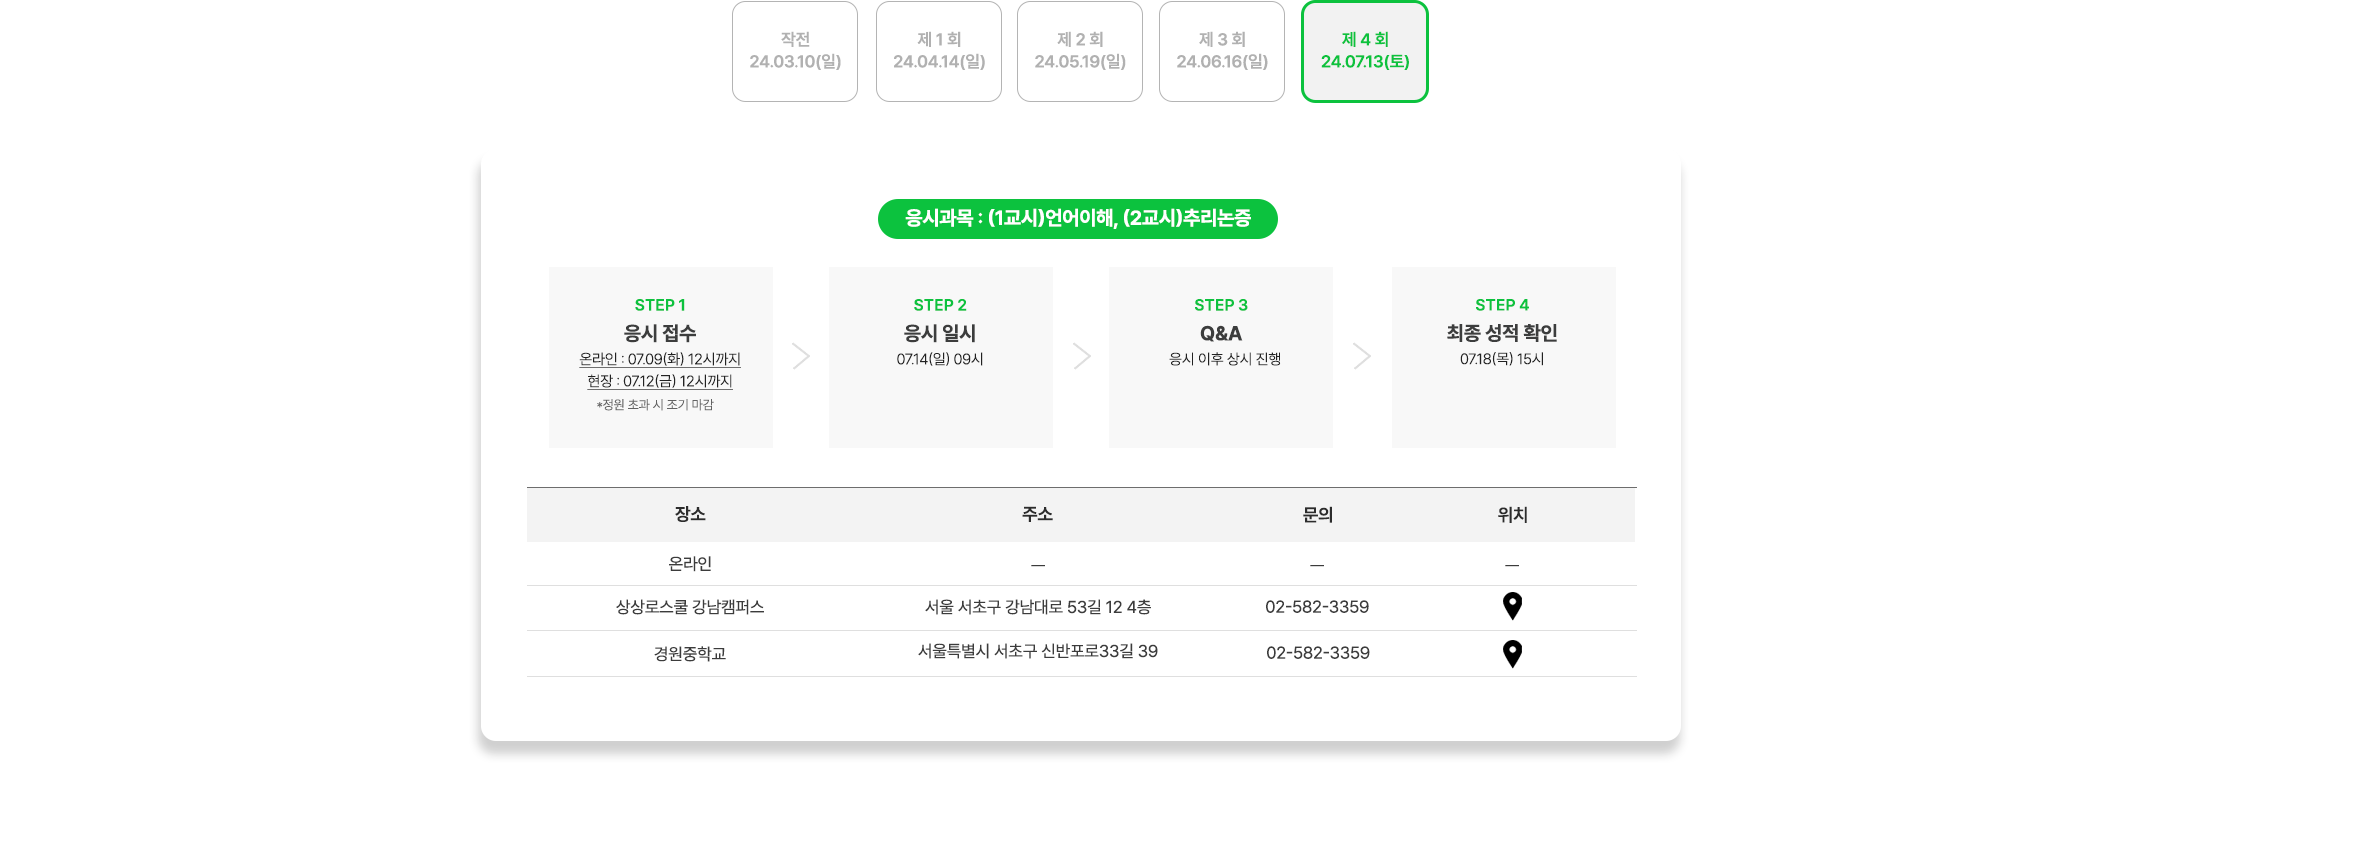 작전
24.03.10(일)
제 1 회
24.04.14(일)
제 2 회
24.05.19(일)
제 3 회
24.06.16(일)
제 4 회
24.07.13(토)
응시과목 : (1교시)언어이해, (2교시)추리논증
STEP 1
응시 접수
온라인 : 07.09(화) 12시까지
현장 : 07.12(금) 12시까지
*정원 초과 시 조기 마감
STEP 2
응시 일시
07.14(일) 09시
STEP 3
Q&A
응시 이후 상시 진행
STEP 4
최종 성적 확인
07.18(목) 15시
장소 주소 문의 위치
온라인 — — —
상상로스쿨 강남캠퍼스 서울 서초구 강남대로 53길 12 4층 02-582-3359
경원중학교 서울특별시 서초구 신반포로33길 39 02-582-3359